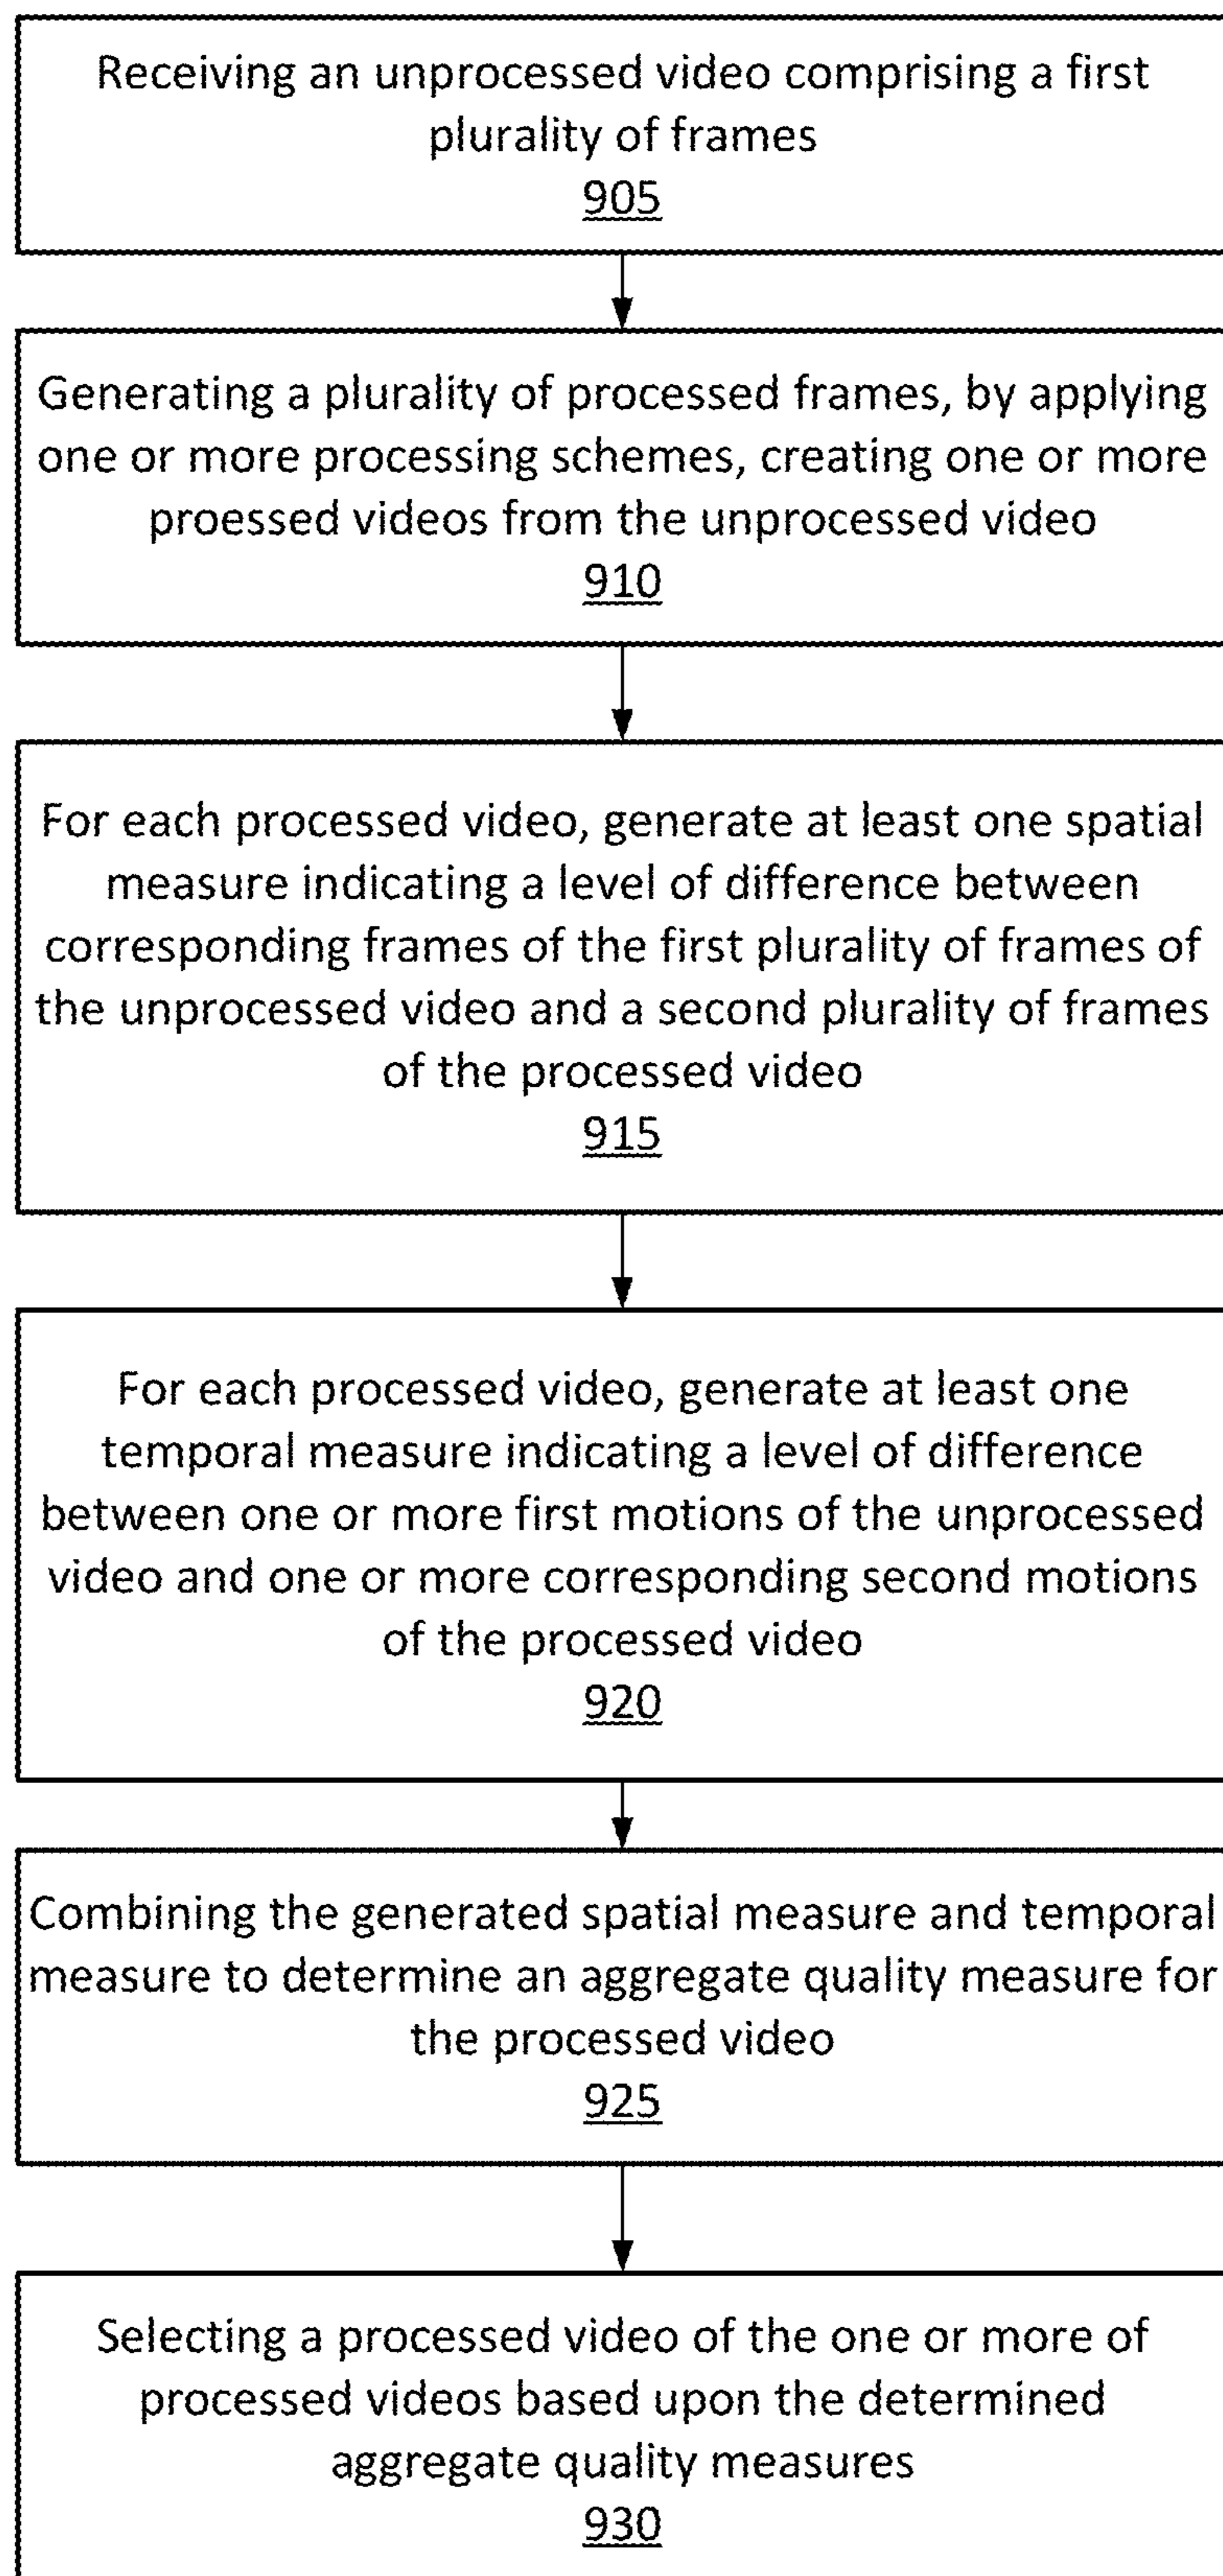 Receiving an unprocessed video comprising a first
plurality of frames
905
Generating a plurality of processed frames, by applying
one or more processing schemes, creating one or more
proessed videos from the unprocessed video
910
For each processed video, generate at least one spatial
measure indicating a level of difference between
corresponding frames of the first plurality of frames of
the unprocessed video and a second plurality of frames
of the processed video
915
For each processed video, generate at least one
temporal measure indicating a level of difference
between one or more first motions of the unprocessed
video and one or more corresponding second motions
of the processed video
920
Combining the generated spatial measure and temporal
measure to determine an aggregate quality measure for
the processed video
925
Selecting a processed video of the one or more of
processed videos based upon the determined
aggregate quality measures
930